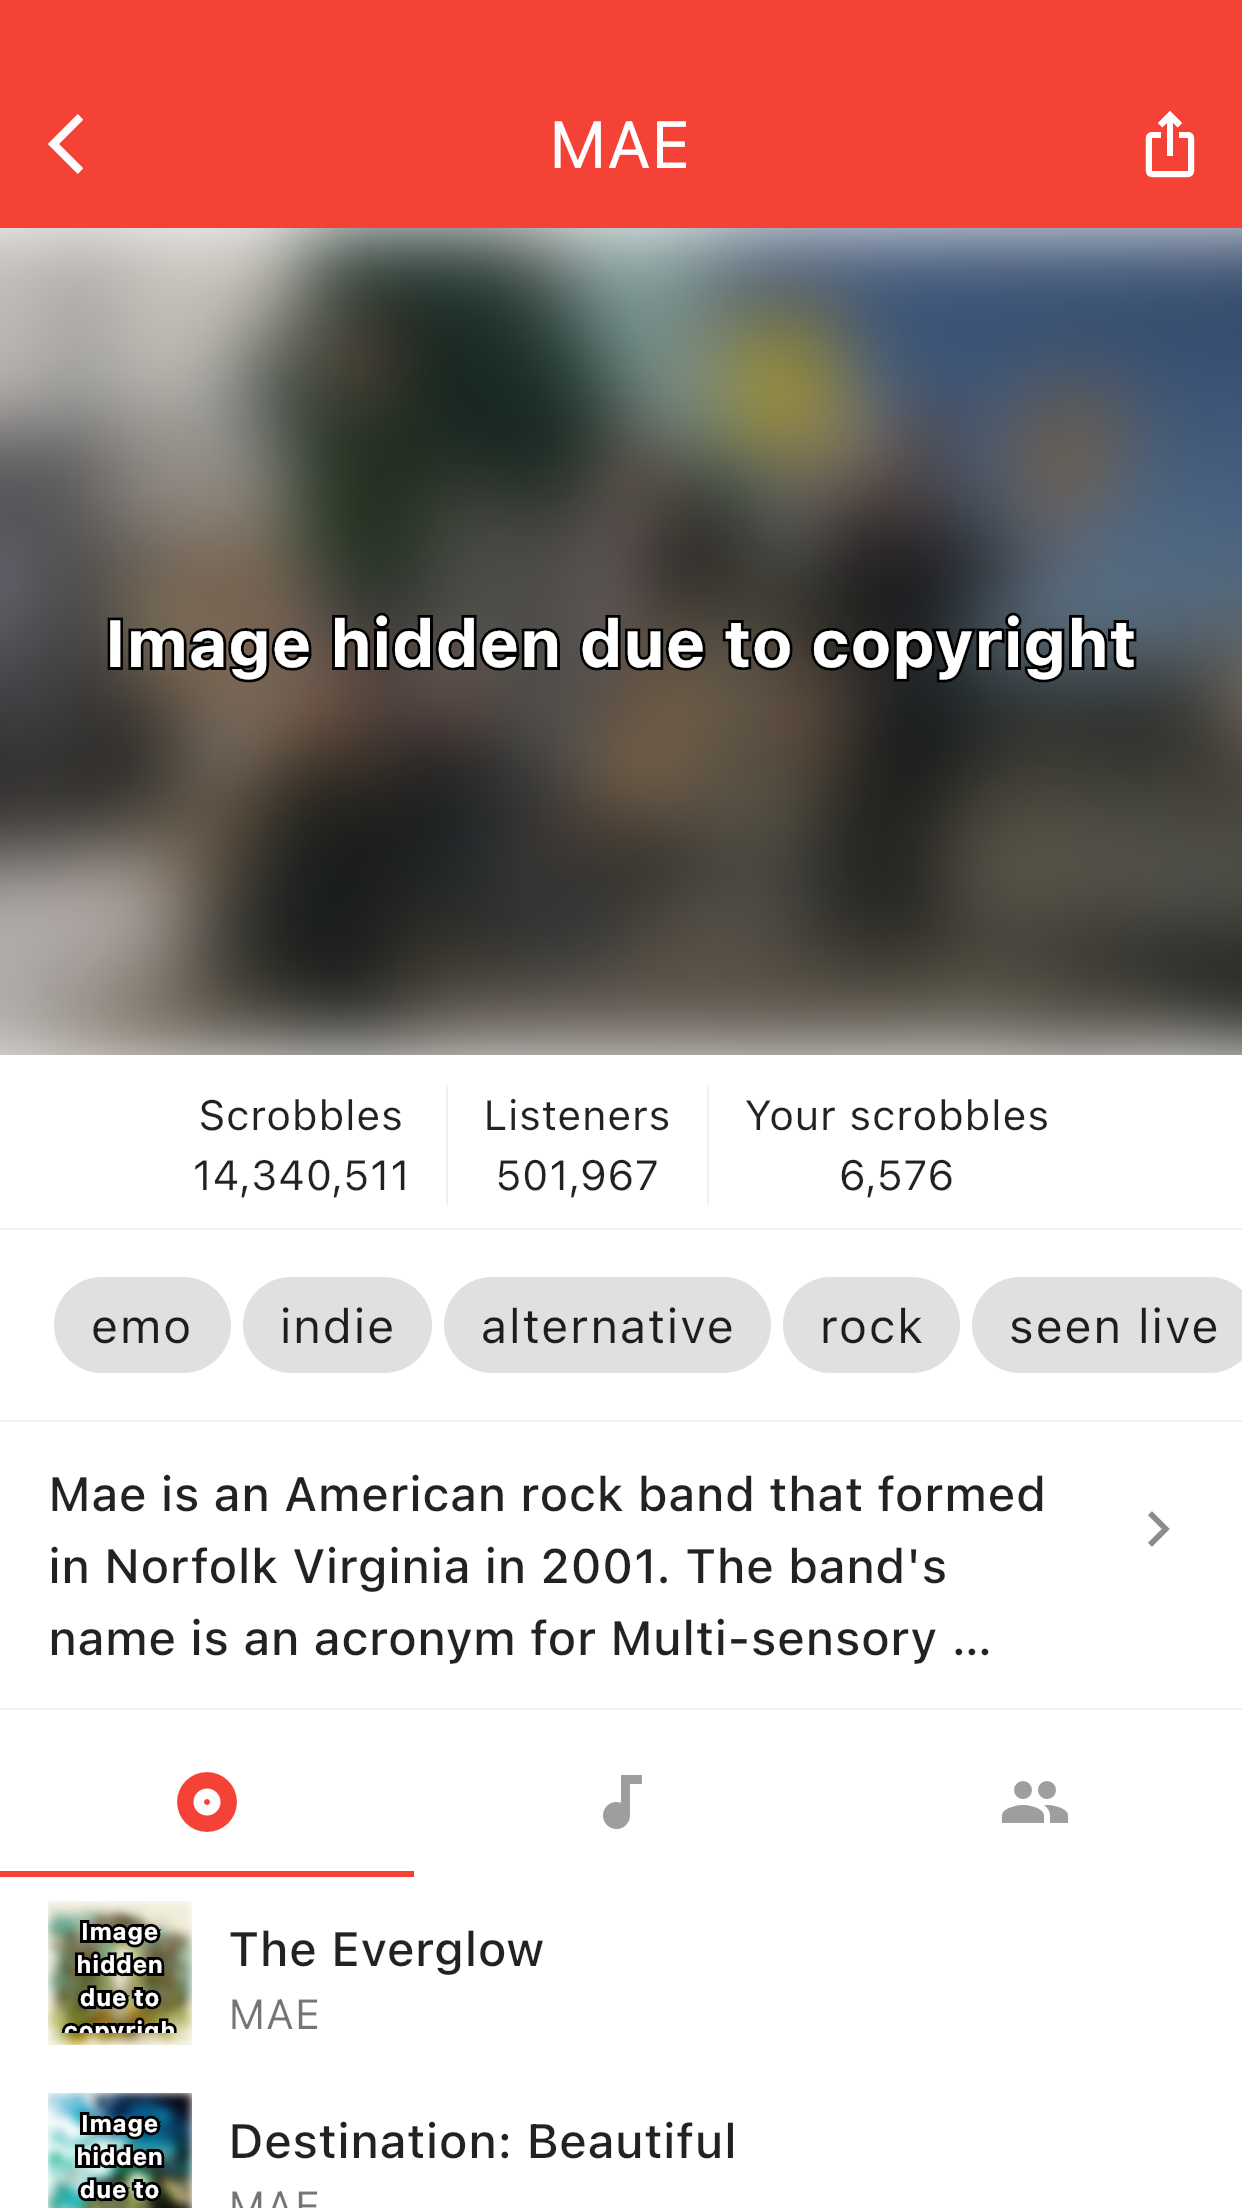 MAE
Image hidden due to copyright
Scrobbles
14,340,511
Listeners
501,967
Your scrobbles
6,576
emo indie alternative rock seen live
Mae is an American rock band that formed
in Norfolk Virginia in 2001. The band's
name is an acronym for Multi-sensory ...
Image
hidden
due to
copyrigh
The Everglow
MAE
Image
hidden
due to
Destination: Beautiful
MAE